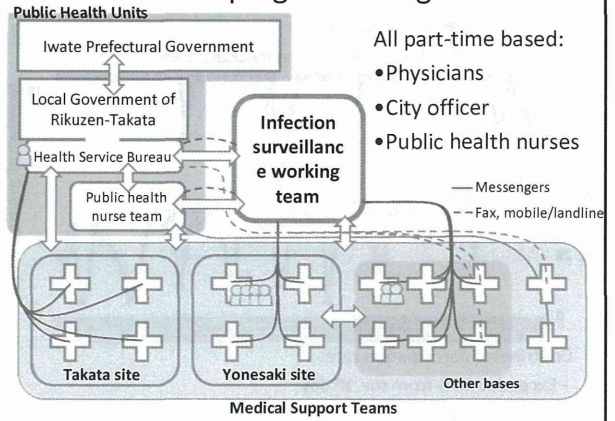 Public Health Units
Iwate Prefectural Government
Local Government of
Rikuzen-Takata
Health Service Bureau
Public health
nurse team
Infection
surveillanc
e working
team
All part-time based:
•Physicians
•City officer
•Public health nurses
Messengers
Fax, mobile/landline
Takata site
Yonesaki site
Other bases
Medical Support Teams